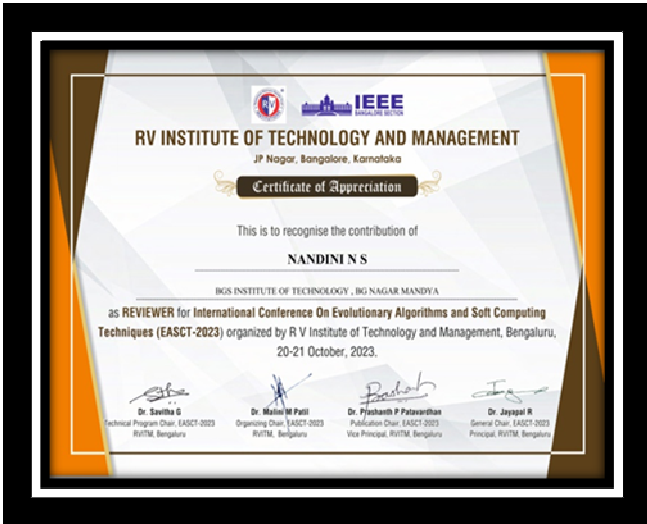 RV
IEEE
BANGALORE SECTION
RV INSTITUTE OF TECHNOLOGY AND MANAGEMENT
JP Nagar, Bangalore, Karnataka
Certificate of Appreciation
This is to recognise the contribution of
NANDINI N S
BGS INSTITUTE OF TECHNOLOGY , BG NAGAR MANDYA
as REVIEWER for International Conference On Evolutionary Algorithms and Soft Computing
Techniques (EASCT-2023) organized by R V Institute of Technology and Management, Bengaluru,
20-21 October, 2023.
Dr. Savitha G
Technical Program Chair, EASCT-2023
RVITM, Bengaluru
Dr. Malini M Patil
Organizing Chair, EASCT-2023
RVITM, Bengaluru
Dr. Prashanth P Patavardhan
Publication Chair: EASCT-2023
Vice Principal, RVITM, Bengaluru
Dr. Jayapal R
General Chair, EASCT-2023
Principal, RVITM, Bengaluru